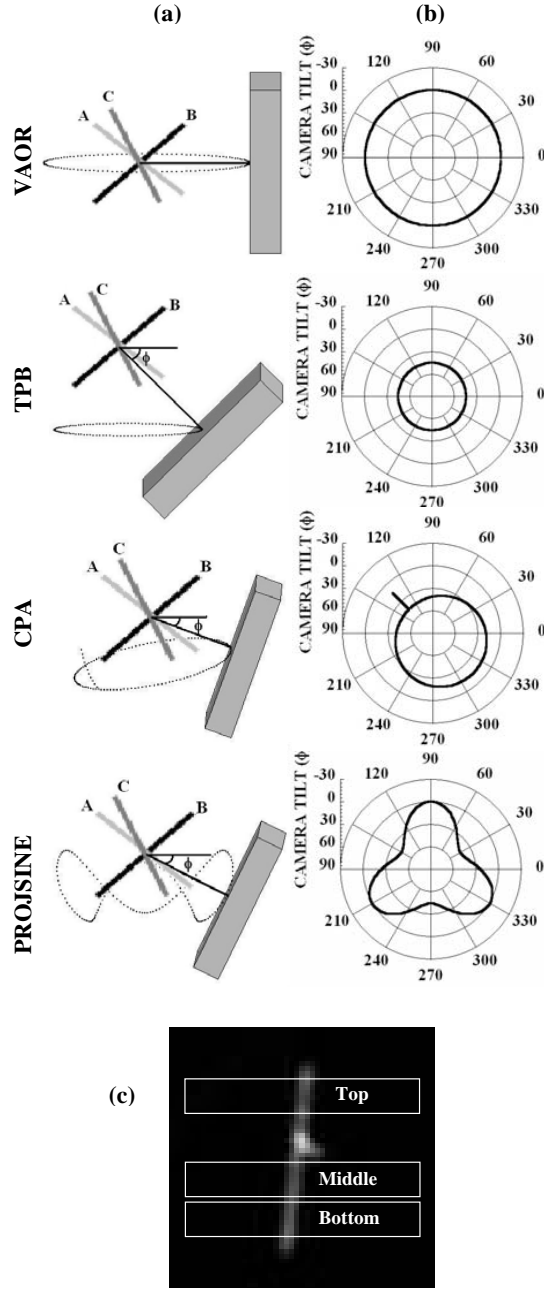 (a) (b)
VAOR
A C B
CAMERA TILT (ϕ)
-30 0 30 60 90
90 60 30 0 330 300 270 240 210 120
TPB
A C B ϕ
CAMERA TILT (ϕ)
-30 0 30 60 90
90 60 30 0 330 300 270 240 210 120
CPA
A C B ϕ
CAMERA TILT (ϕ
-30 0 30 60 90
90 60 30 0 330 300 270 240 210 120
PROJSINE
A C B ϕ
CAMERA TILT (ϕ
-30 0 30 60 90
90 60 30 0 330 300 270 240 210 120
(c)
Top
Middle
Bottom